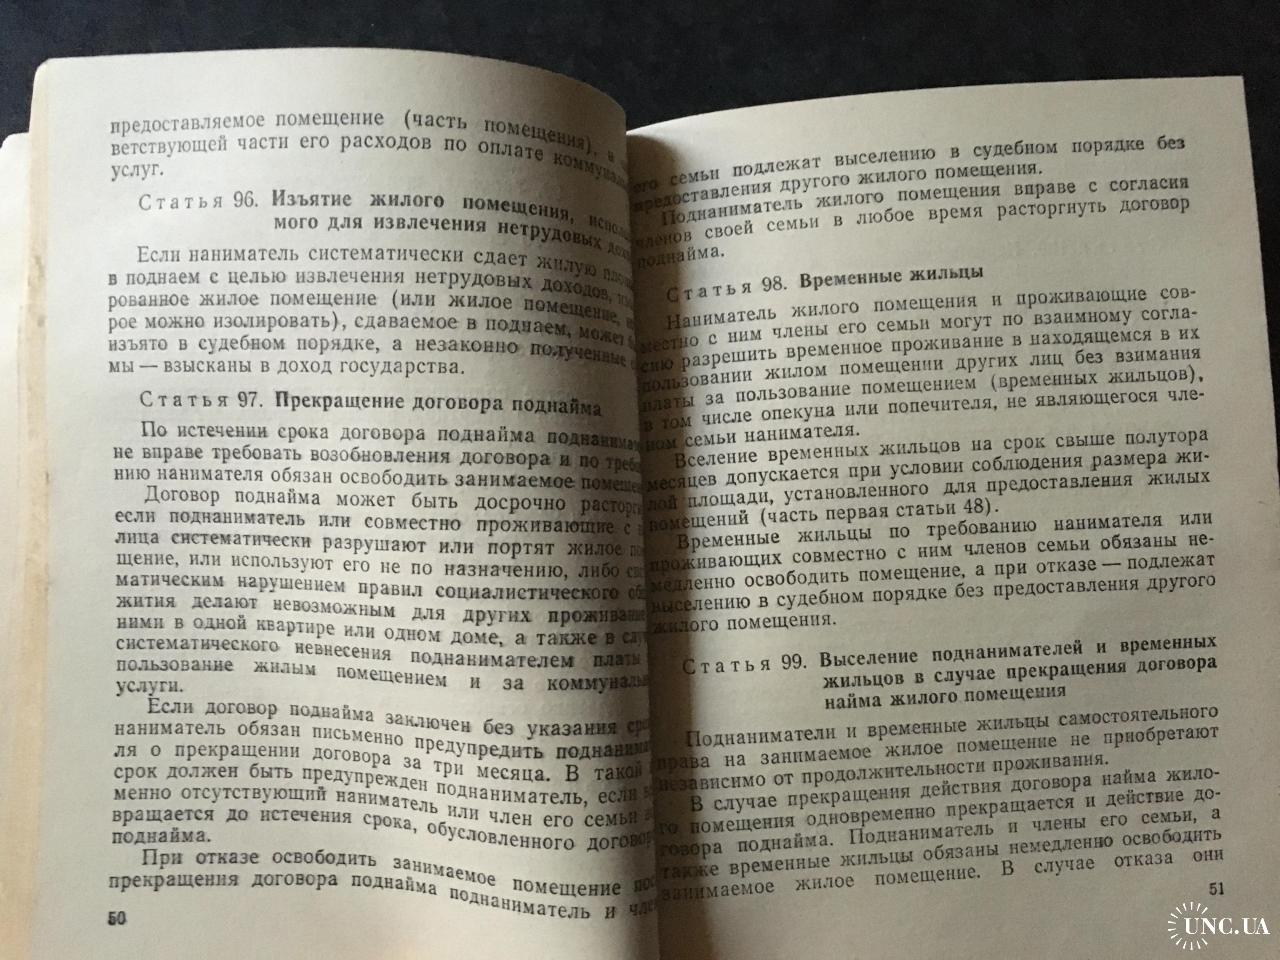 предоставляемое помещение (часть помещения), и
ветствующей части его расходов по оплате коммуналь
услуг.
Статья 96. Изъятие жилого помещения, исполь
мого для извлечения нетрудовых дохо
Если наниматель систематически сдает жилую
в поднаем с целью извлечения нетрудовых доходов,
рованное жилое помещение (или жилое помещение,
рое можно изолировать), сдаваемое в поднаем, может
изъято в судебном порядке, а незаконно полученные
мы — взысканы в доход государства.
Статья 97. Прекращение договора поднайма
По истечении срока договора поднайма поднанимат
не вправе требовать возобновления договора и по требо
нию нанимателя обязан освободить занимаемое помещен
Договор поднайма может быть досрочно расторг
если поднаниматель или совместно проживающие с
лица систематически разрушают или портят жилое по
щение, или используют его не по назначению, либо сис
матическим нарушением правил социалистического об
жития делают невозможным для других проживание
ними в одной квартире или одном доме, а также в слу
систематического невнесения поднанимателем платы
пользование жилым помещением и за коммуналь
услуги.
Если договор поднайма заключен без указания
наниматель обязан письменно предупредить поднанимат
ля о прекращении договора за три месяца. В такой
срок должен быть предупрежден поднаниматель, если
менно отсутствующий наниматель или член его семьи
вращается до истечения срока, обусловленного договор
поднайма.
При отказе освободить занимаемое помещение пос
прекращения договора поднайма поднаниматель и чле
50
его семьи подлежат выселению в судебном порядке без
предоставления другого жилого помещения.
Поднаниматель жилого помещения вправе с согласия
членов своей семьи в любое время расторгнуть договор
поднайма.
Статья 98. Временные жильцы
Наниматель жилого помещения и проживающие сов-
местно с ним члены его семьи могут по взаимному согла-
сию разрешить временное проживание в находящемся в их
пользовании жилом помещении других лиц без взимания
платы за пользование помещением (временных жильцов),
в том числе опекуна или попечителя, не являющегося чле-
ном семьи нанимателя.
Вселение временных жильцов на срок свыше полутора
месяцев допускается при условии соблюдения размера жи-
лой площади, установленного для предоставления жилых
помещений (часть первая статьи 48).
Временные жильцы по требованию нанимателя или
проживающих совместно с ним членов семьи обязаны не-
медленно освободить помещение, а при отказе — подлежат
выселению в судебном порядке без предоставления другого
жилого помещения.
Статья 99. Выселение поднанимателей и временных
жильцов в случае прекращения договора
найма жилого помещения
Поднаниматели и временные жильцы самостоятельного
права на занимаемое жилое помещение не приобретают
независимо от продолжительности проживания.
В случае прекращения действия договора найма жило-
го помещения одновременно прекращается и действие до-
говора поднайма. Поднаниматель и члены его семьи, а
также временные жильцы обязаны немедленно освободить
занимаемое жилое помещение. В случае отказа они
51
UNC.UA